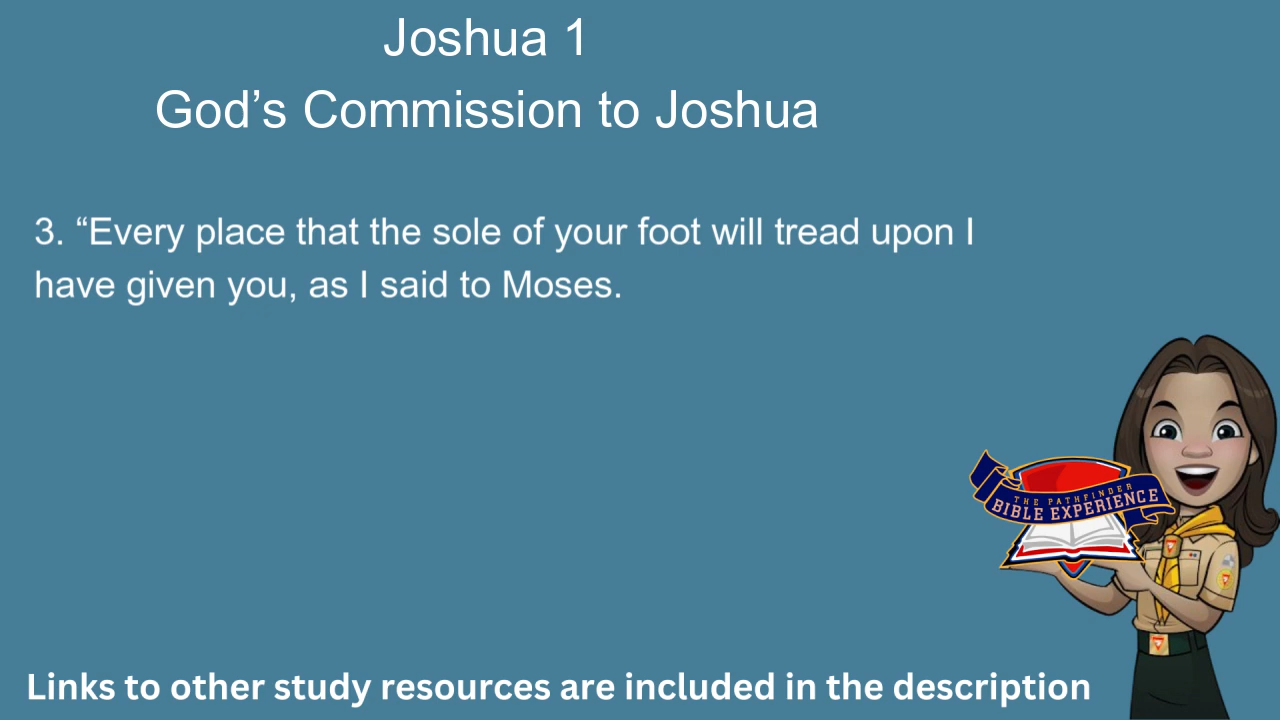 Joshua 1
God’s Commission to Joshua
3. “Every place that the sole of your foot will tread upon I
have given you, as I said to Moses.
THE PATHFINDER
BIBLE EXPERIENCE
Links to other study resources are included in the description